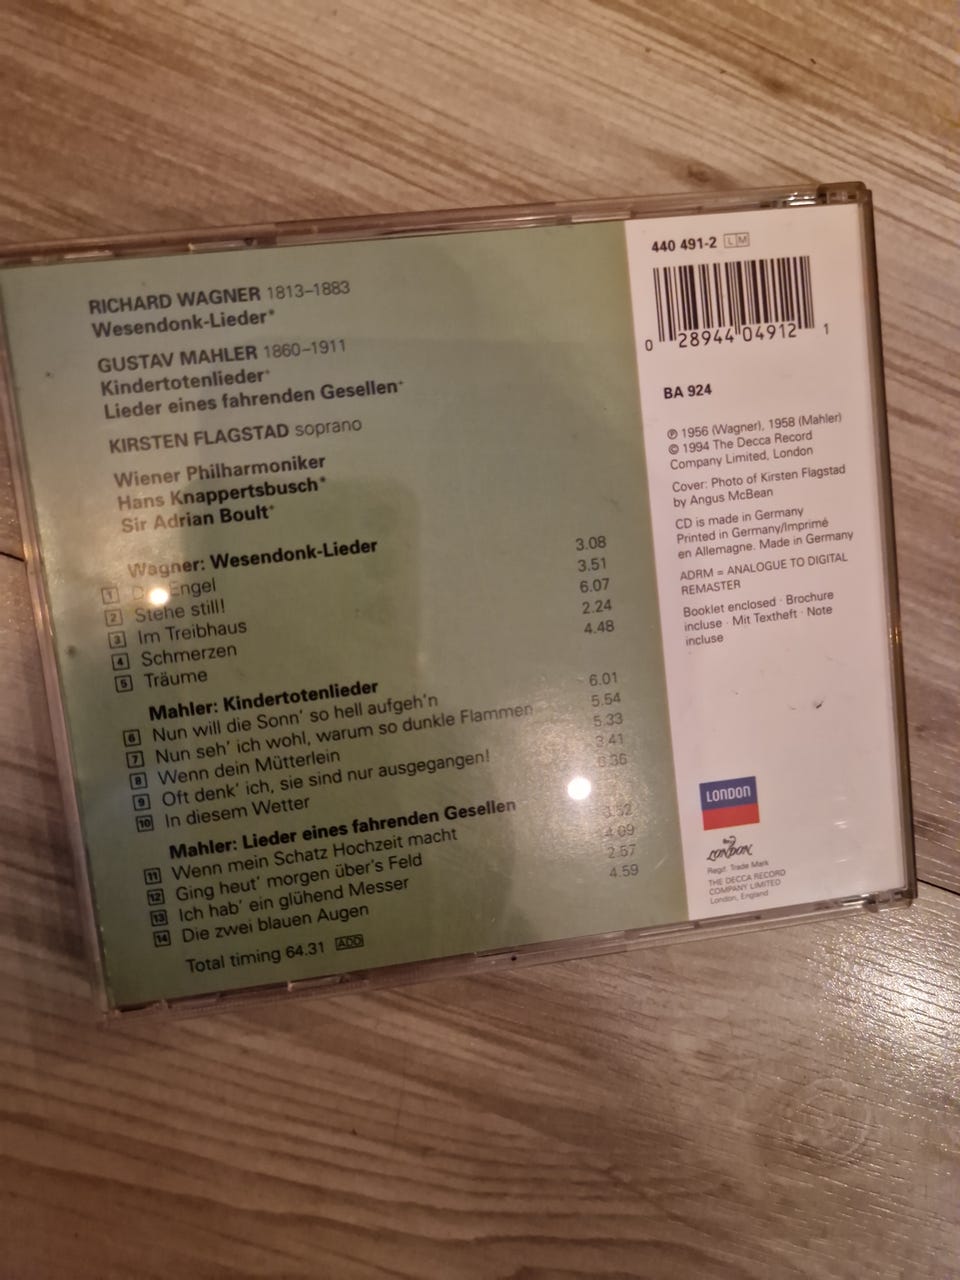 RICHARD WAGNER 1813–1883
Wesendonk-Lieder*
GUSTAV MAHLER 1860–1911
Kindertotenlieder⁺
Lieder eines fahrenden Gesellen⁺
KIRSTEN FLAGSTAD soprano
Wiener Philharmoniker
Hans Knappertsbusch*
Sir Adrian Boult⁺
Wagner: Wesendonk-Lieder
1 Engel 3.08
2 Stehe still! 3.51
3 Im Treibhaus 6.07
4 Schmerzen 2.24
5 Träume 4.48
Mahler: Kindertotenlieder
6 Nun will die Sonn' so hell aufgeh'n 6.01
7 Nun seh' ich wohl, warum so dunkle Flammen 5.54
8 Wenn dein Mütterlein 5.33
9 Oft denk' ich, sie sind nur ausgegangen! 3.41
10 In diesem Wetter 6.36
Mahler: Lieder eines fahrenden Gesellen
11 Wenn mein Schatz Hochzeit macht 3.52
12 Ging heut' morgen über's Feld 4.09
13 Ich hab' ein glühend Messer 2.57
14 Die zwei blauen Augen 4.59
Total timing 64.31 ADD
440 491-2 LM
0 28944 04912 1
BA 924
℗ 1956 (Wagner), 1958 (Mahler)
© 1994 The Decca Record
Company Limited, London
Cover: Photo of Kirsten Flagstad
by Angus McBean
CD is made in Germany
Printed in Germany/Imprimé
en Allemagne. Made in Germany
ADRM = ANALOGUE TO DIGITAL
REMASTER
Booklet enclosed · Brochure
incluse · Mit Textheft · Note
incluse
LONDON
LONDON
Regd. Trade Mark
THE DECCA RECORD
COMPANY LIMITED
London, England